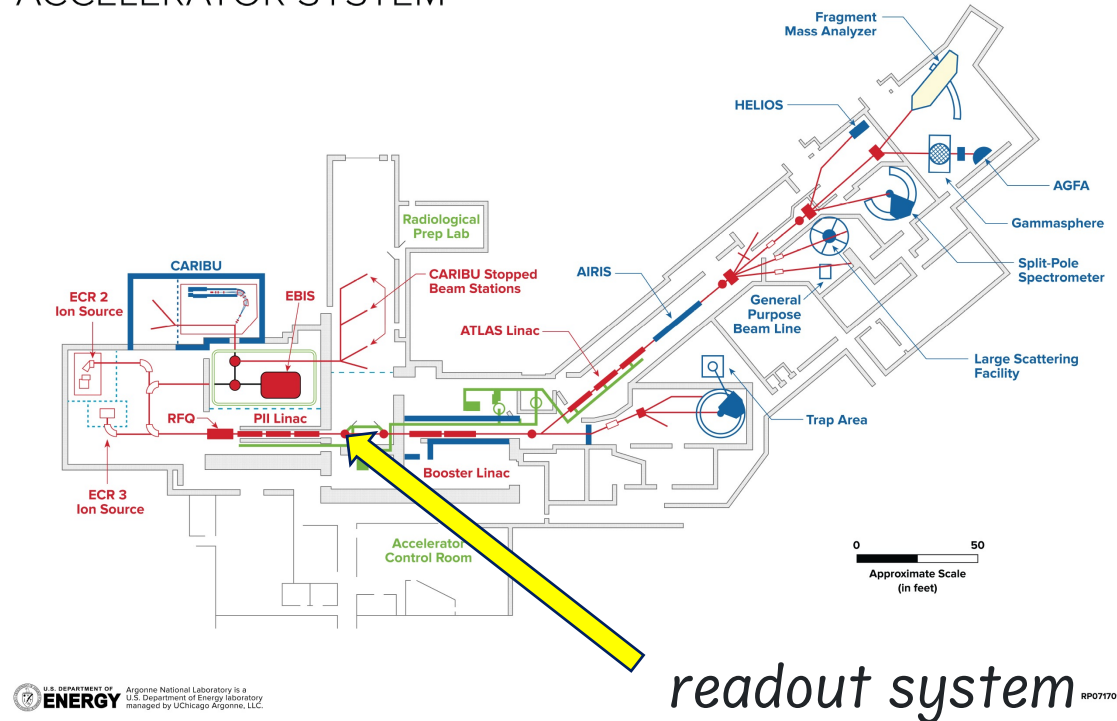 ACCELERATOR SYSTEM
Fragment
Mass Analyzer
HELIOS
AGFA
Gammasphere
Radiological
Prep Lab
CARIBU
CARIBU Stopped
Beam Stations
AIRIS
Split-Pole
Spectrometer
ECR 2
Ion Source
EBIS
General
Purpose
Beam Line
ATLAS Linac
Large Scattering
Facility
RFQ
PII Linac
Trap Area
Booster Linac
ECR 3
Ion Source
Accelerator
Control Room
0 50
Approximate Scale
(in feet)
readout system
RP07170
U.S. DEPARTMENT OF
ENERGY
Argonne National Laboratory is a
U.S. Department of Energy laboratory
managed by UChicago Argonne, LLC.